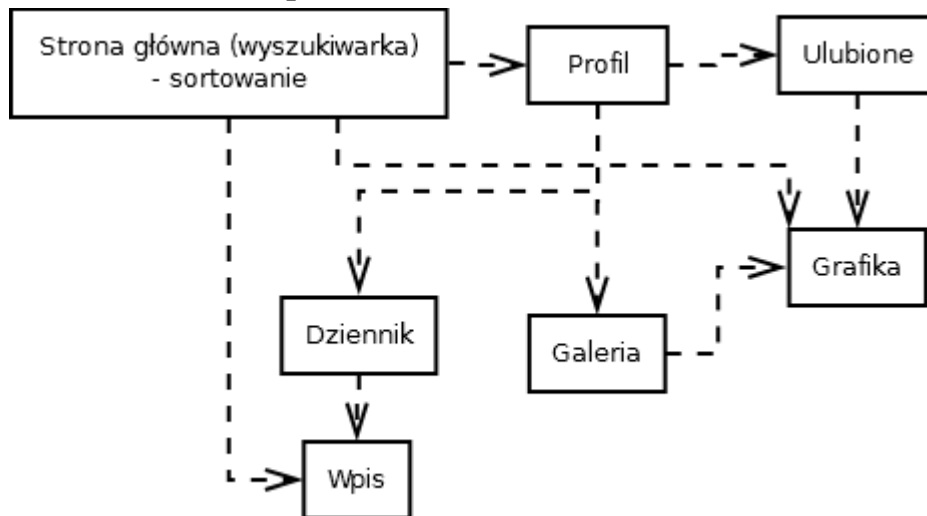 Strona główna (wyszukiwarka)
- sortowanie
Profil
Ulubione
Grafika
Dziennik
Galeria
Wpis